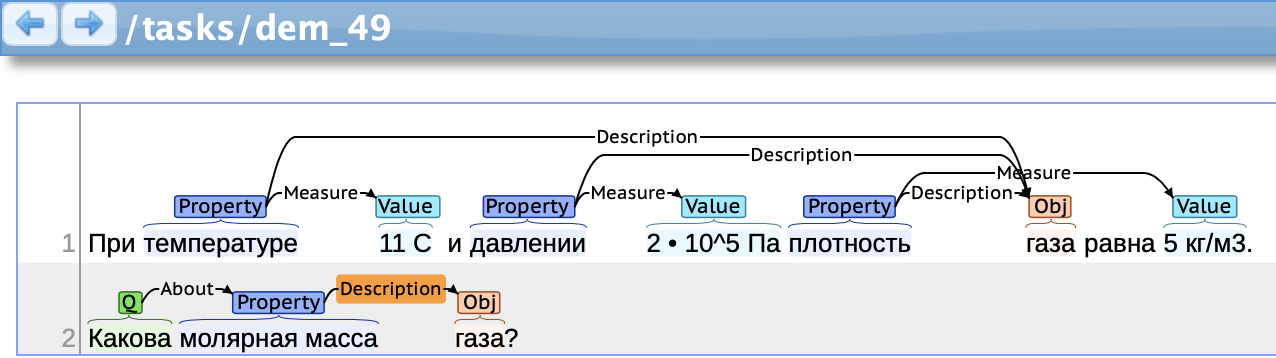 /tasks/dem_49
Description
Description
Measure
Measure Measure Description
Property Value Property Value Property Obj Value
1 При температуре 11 C и давлении 2 • 10^5 Па плотность газа равна 5 кг/м3.
About Description
Q Property Obj
2 Какова молярная масса газа?